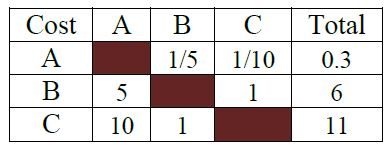 Cost A B C Total
A 1/5 1/10 0.3
B 5 1 6
C 10 1 11